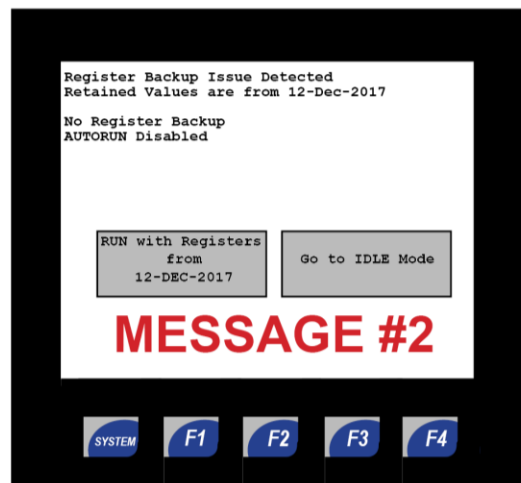 Register Backup Issue Detected
Retained Values are from 12-Dec-2017
No Register Backup
AUTORUN Disabled
RUN with Registers
from
12-DEC-2017
Go to IDLE Mode
MESSAGE #2
SYSTEM F1 F2 F3 F4